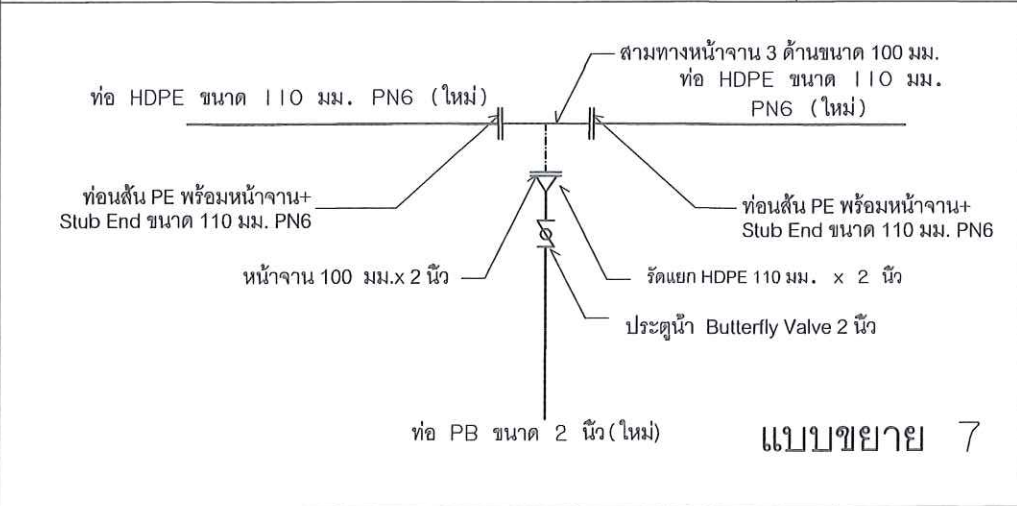 สามทางหน้าจาน 3 ด้านขนาด 100 มม.
ท่อ HDPE ขนาด 110 มม. PN6 (ใหม่)
ท่อ HDPE ขนาด 110 มม.
PN6 (ใหม่)
ท่อนสั้น PE พร้อมหน้าจาน+
Stub End ขนาด 110 มม. PN6
ท่อนสั้น PE พร้อมหน้าจาน+
Stub End ขนาด 110 มม. PN6
หน้าจาน 100 มม.x 2 นิ้ว
รัดแยก HDPE 110 มม. x 2 นิ้ว
ประตูน้ำ Butterfly Valve 2 นิ้ว
ท่อ PB ขนาด 2 นิ้ว(ใหม่)
แบบขยาย 7